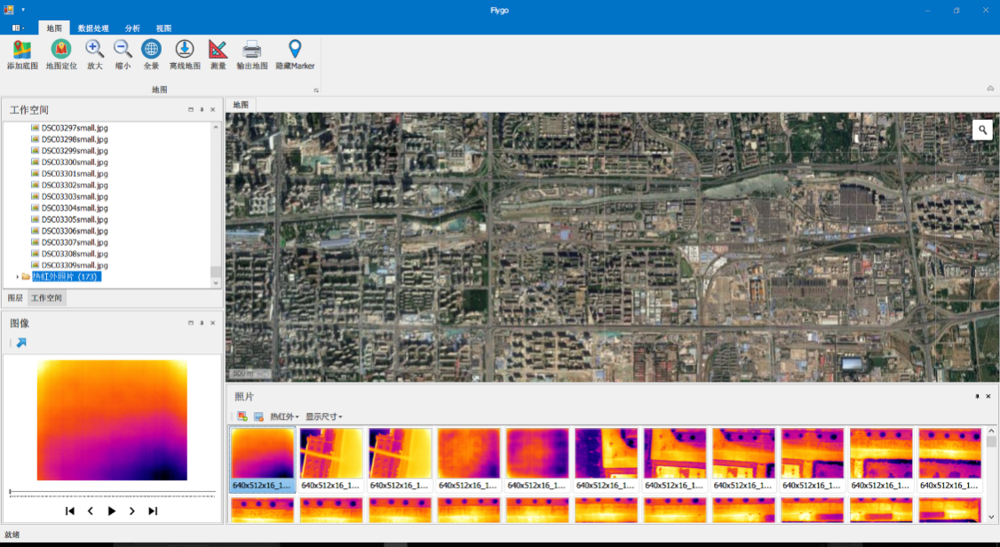 Flygo
地图 数据处理 分析 视图
添加底图 地图定位 放大 缩小 全景 离线地图 测量 输出地图 隐藏Marker
地图
工作空间
DSC03297small.jpg
DSC03298small.jpg
DSC03299small.jpg
DSC03300small.jpg
DSC03301small.jpg
DSC03302small.jpg
DSC03303small.jpg
DSC03304small.jpg
DSC03305small.jpg
DSC03306small.jpg
DSC03307small.jpg
DSC03308small.jpg
DSC03309small.jpg
热红外照片 (173)
图层 工作空间
图像
地图
500 m
照片
热红外 显示尺寸
640x512x16_1... 640x512x16_1... 640x512x16_1... 640x512x16_1... 640x512x16_1... 640x512x16_1... 640x512x16_1... 640x512x16_1... 640x512x16_1... 640x512x16_1... 640x512x16_1...
就绪